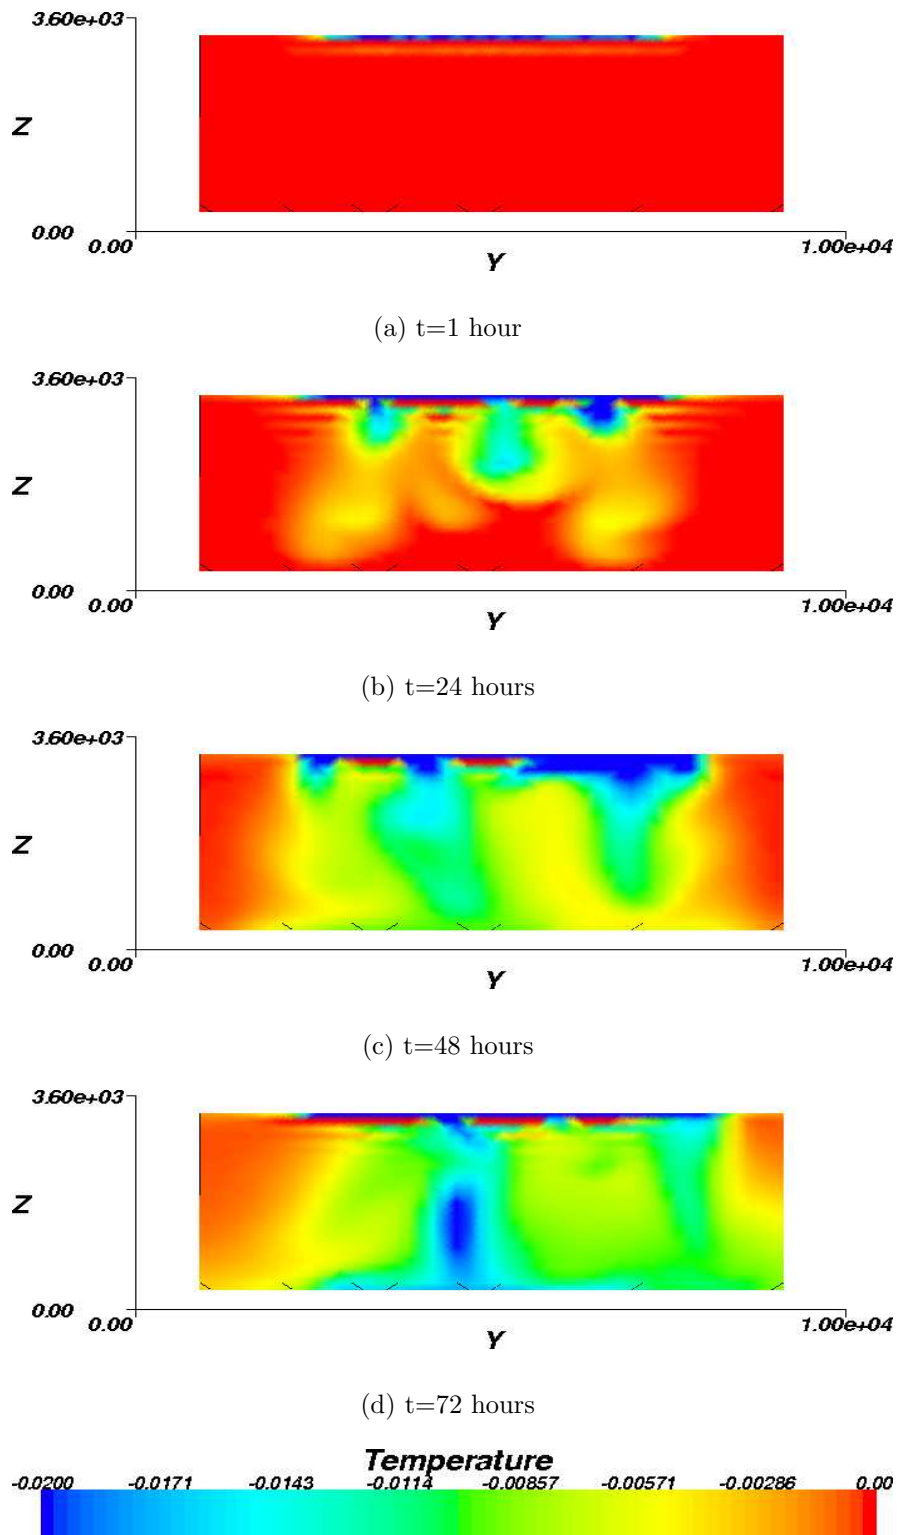 3.60e+03
Z
0.00 0.00 1.00e+04
Y
(a) t=1 hour
3.60e+03
Z
0.00 0.00 1.00e+04
Y
(b) t=24 hours
3.60e+03
Z
0.00 0.00 1.00e+04
Y
(c) t=48 hours
3.60e+03
Z
0.00 0.00 1.00e+04
Y
(d) t=72 hours
Temperature
-0.0200 -0.0171 -0.0143 -0.0114 -0.00857 -0.00571 -0.00286 0.00